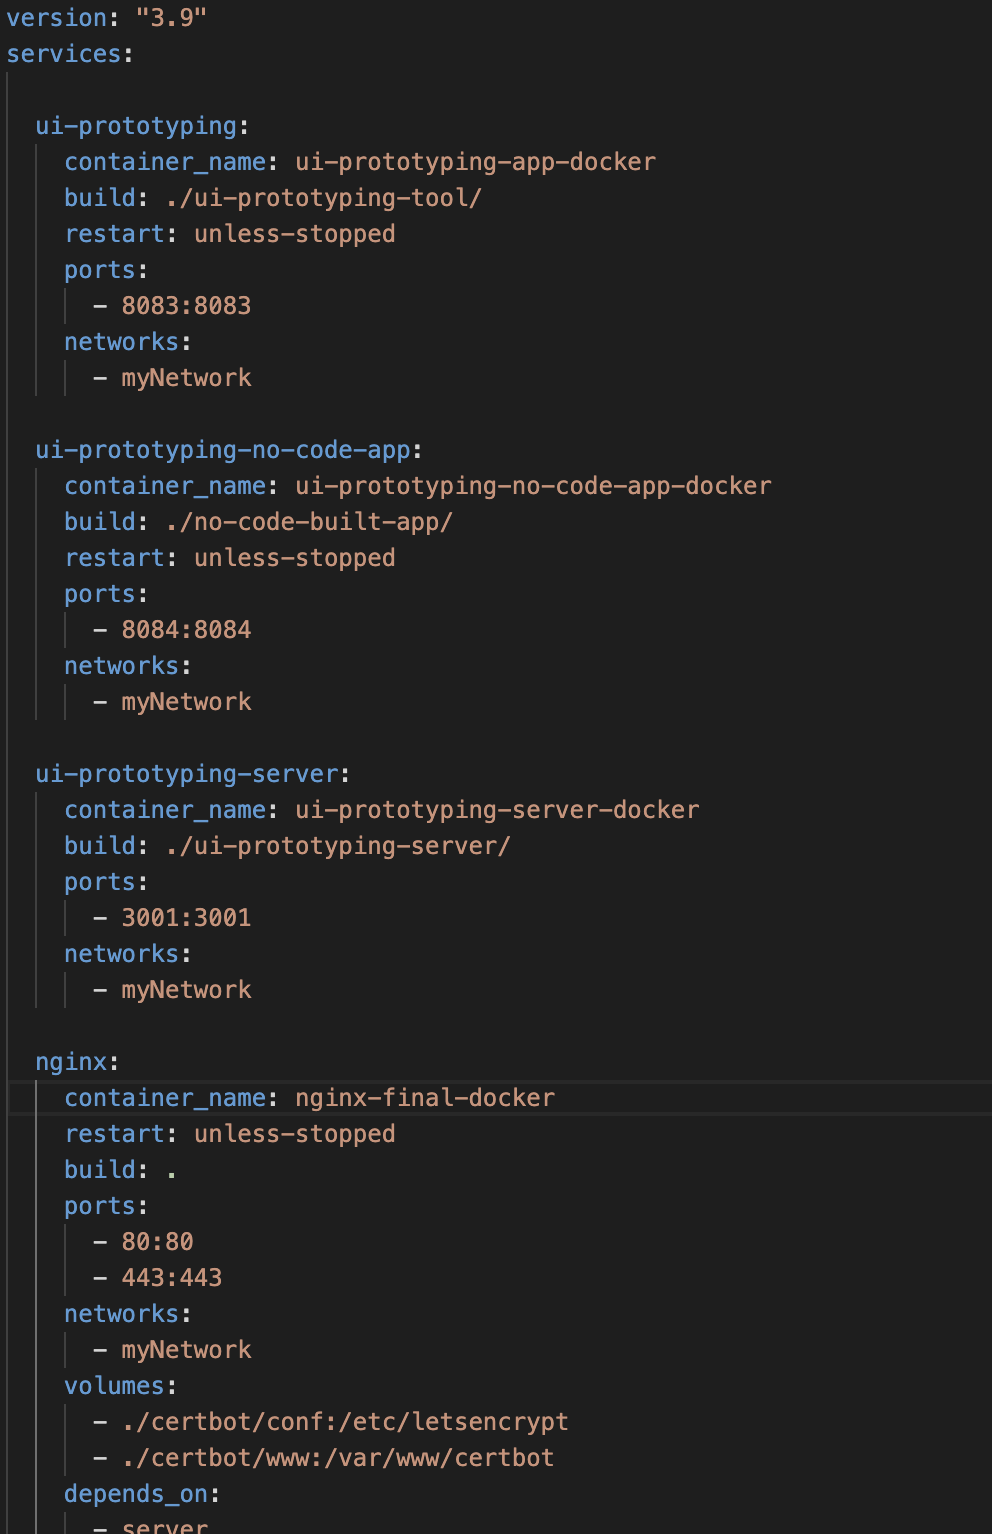 version: "3.9"
services:
ui-prototyping:
container_name: ui-prototyping-app-docker
build: ./ui-prototyping-tool/
restart: unless-stopped
ports:
- 8083:8083
networks:
- myNetwork
ui-prototyping-no-code-app:
container_name: ui-prototyping-no-code-app-docker
build: ./no-code-built-app/
restart: unless-stopped
ports:
- 8084:8084
networks:
- myNetwork
ui-prototyping-server:
container_name: ui-prototyping-server-docker
build: ./ui-prototyping-server/
ports:
- 3001:3001
networks:
- myNetwork
nginx:
container_name: nginx-final-docker
restart: unless-stopped
build: .
ports:
- 80:80
- 443:443
networks:
- myNetwork
volumes:
- ./certbot/conf:/etc/letsencrypt
- ./certbot/www:/var/www/certbot
depends_on:
- server